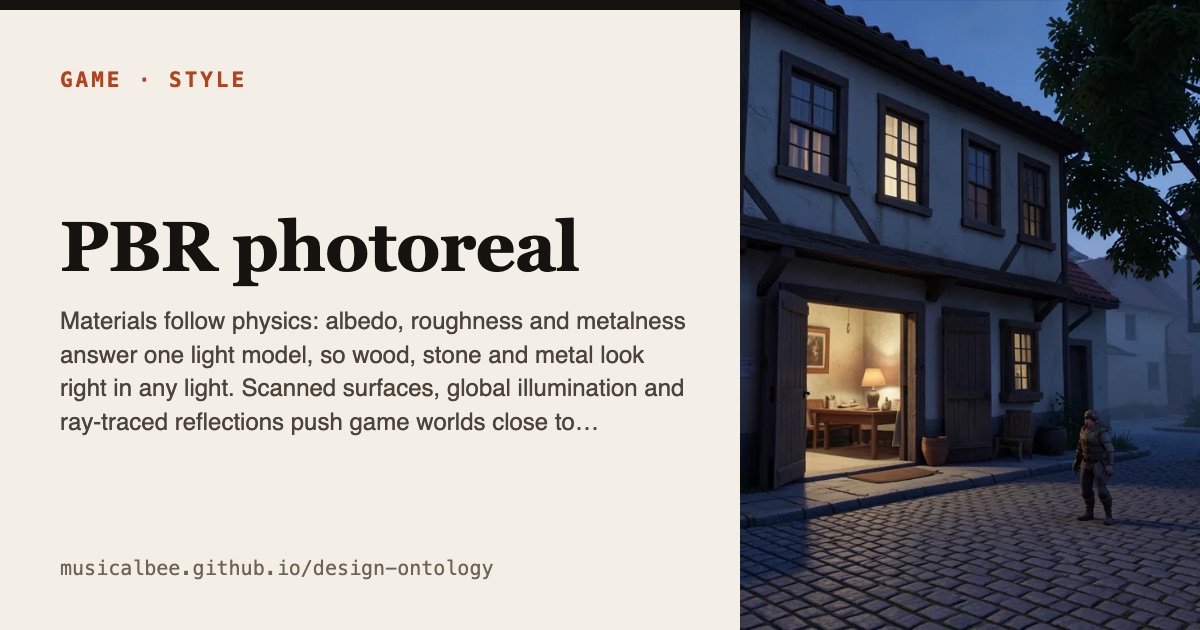 GAME · STYLE
PBR photoreal
Materials follow physics: albedo, roughness and metalness
answer one light model, so wood, stone and metal look
right in any light. Scanned surfaces, global illumination and
ray-traced reflections push game worlds close to…
musicalbee.github.io/design-ontology